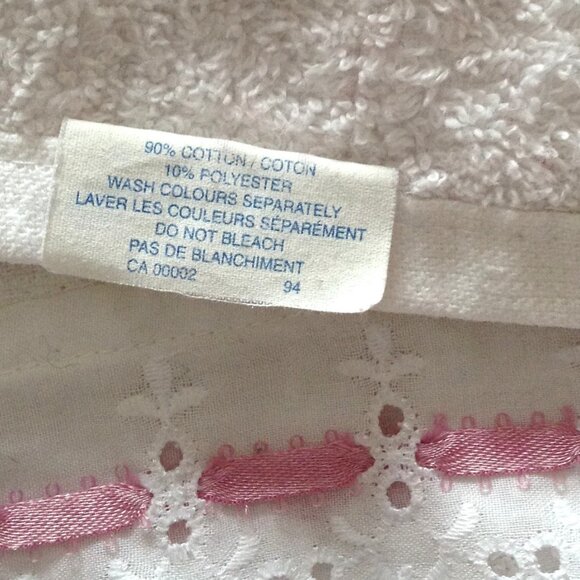 90% COTTON / COTON
10% POLYESTER
WASH COLOURS SEPARATELY
LAVER LES COULEURS SÉPARÉMENT
DO NOT BLEACH
PAS DE BLANCHIMENT
CA 00002 94